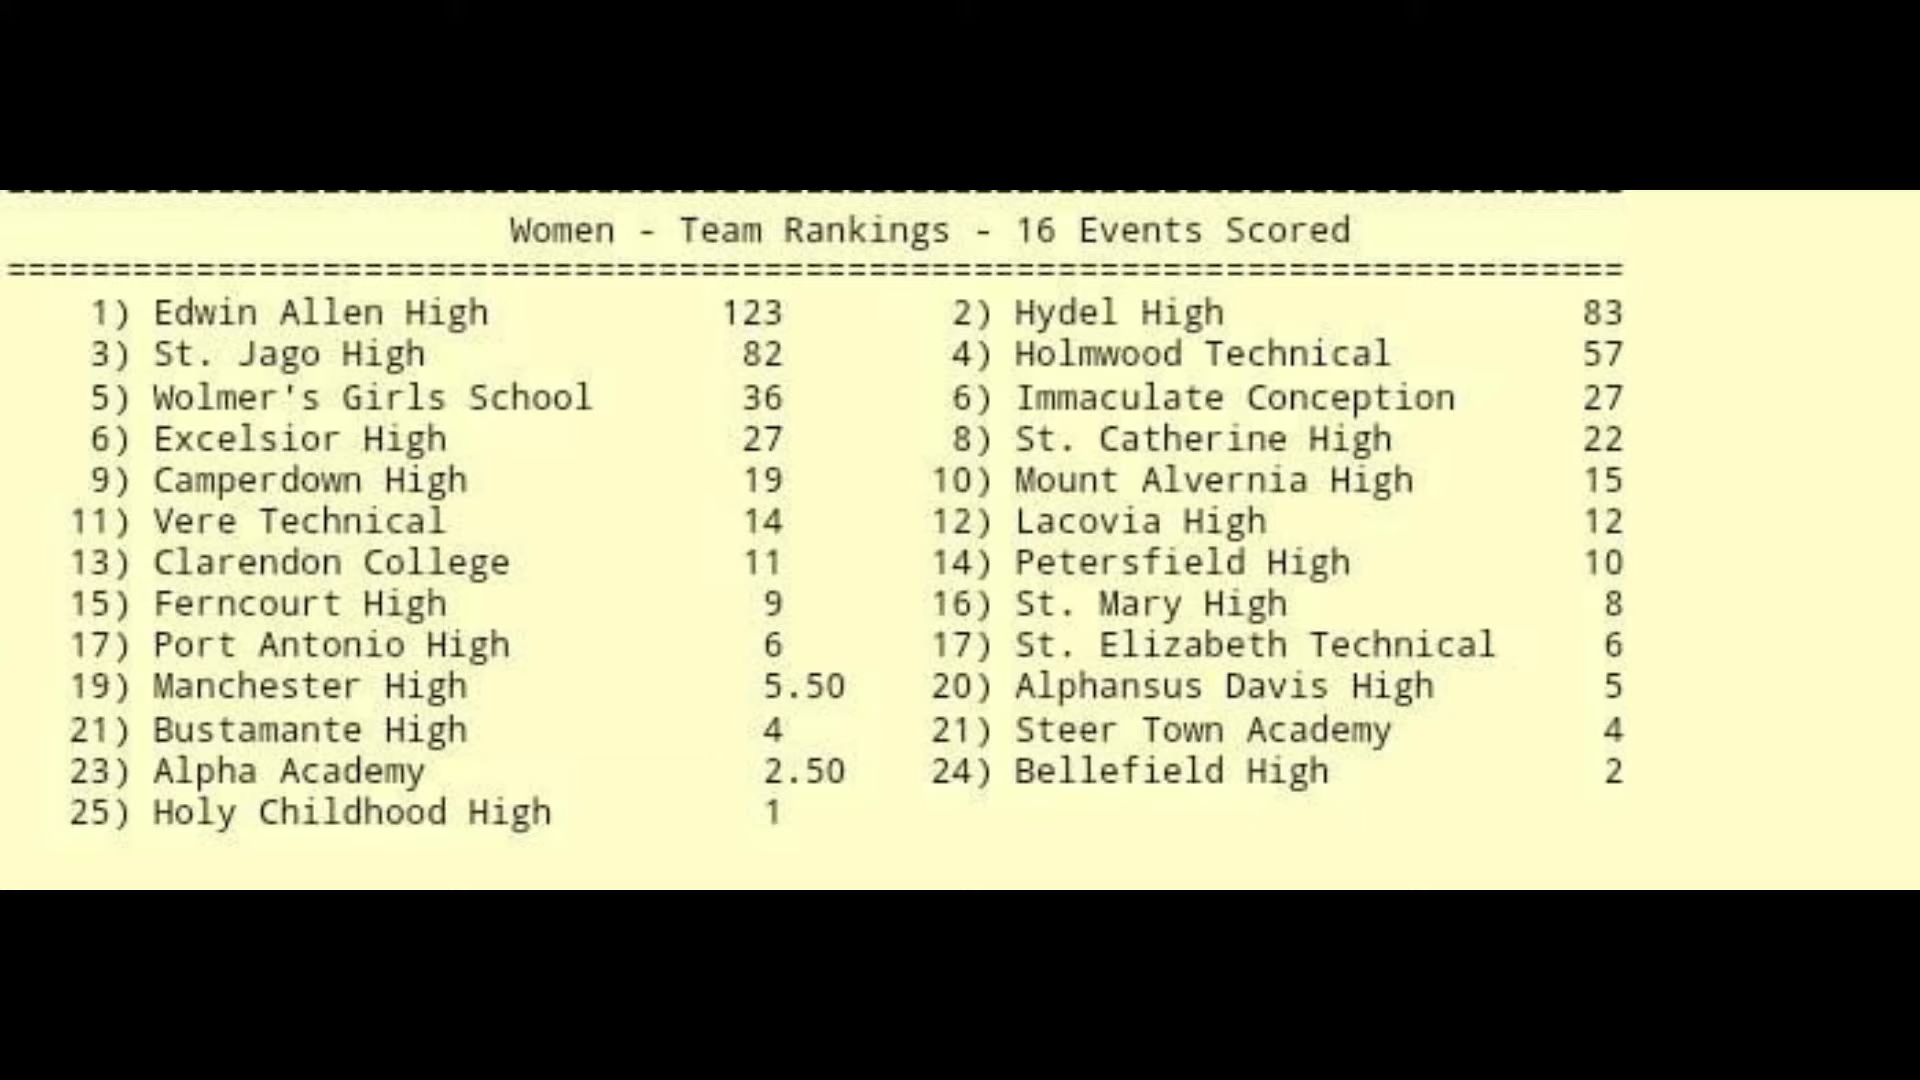 Women - Team Rankings - 16 Events Scored
================================================================================
1) Edwin Allen High 123 2) Hydel High 83
3) St. Jago High 82 4) Holmwood Technical 57
5) Wolmer's Girls School 36 6) Immaculate Conception 27
6) Excelsior High 27 8) St. Catherine High 22
9) Camperdown High 19 10) Mount Alvernia High 15
11) Vere Technical 14 12) Lacovia High 12
13) Clarendon College 11 14) Petersfield High 10
15) Ferncourt High 9 16) St. Mary High 8
17) Port Antonio High 6 17) St. Elizabeth Technical 6
19) Manchester High 5.50 20) Alphansus Davis High 5
21) Bustamante High 4 21) Steer Town Academy 4
23) Alpha Academy 2.50 24) Bellefield High 2
25) Holy Childhood High 1